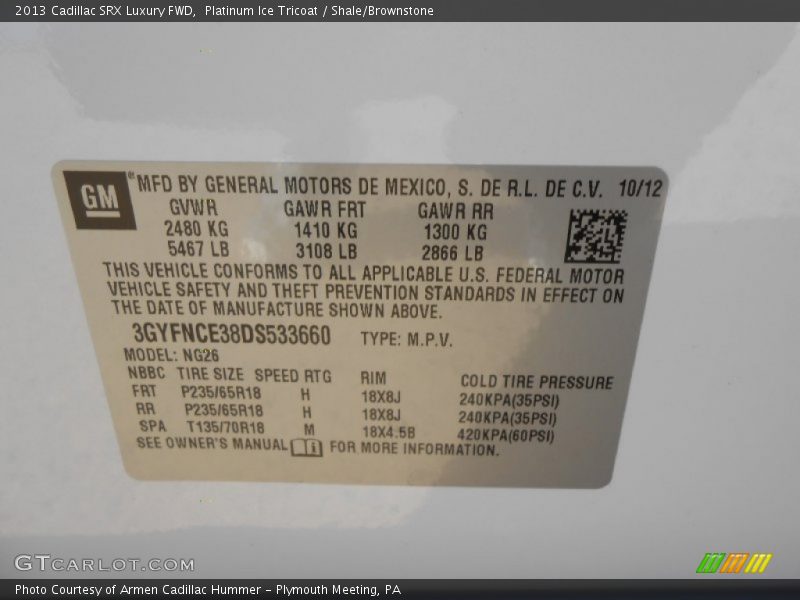 2013 Cadillac SRX Luxury FWD,  Platinum Ice Tricoat / Shale/Brownstone
GM ® MFD BY GENERAL MOTORS DE MEXICO, S. DE R.L. DE C.V. 10/12
GVWR GAWR FRT GAWR RR
2480 KG 1410 KG 1300 KG
5467 LB 3108 LB 2866 LB
THIS VEHICLE CONFORMS TO ALL APPLICABLE U.S. FEDERAL MOTOR
VEHICLE SAFETY AND THEFT PREVENTION STANDARDS IN EFFECT ON
THE DATE OF MANUFACTURE SHOWN ABOVE.
3GYFNCE38DS533660 TYPE: M.P.V.
MODEL: NG26
NBBC TIRE SIZE SPEED RTG RIM COLD TIRE PRESSURE
FRT P235/65R18 H 18X8J 240KPA(35PSI)
RR P235/65R18 H 18X8J 240KPA(35PSI)
SPA T135/70R18 M 18X4.5B 420KPA(60PSI)
SEE OWNER'S MANUAL i FOR MORE INFORMATION.
GTCARLOT.COM
Photo Courtesy of Armen Cadillac Hummer - Plymouth Meeting, PA